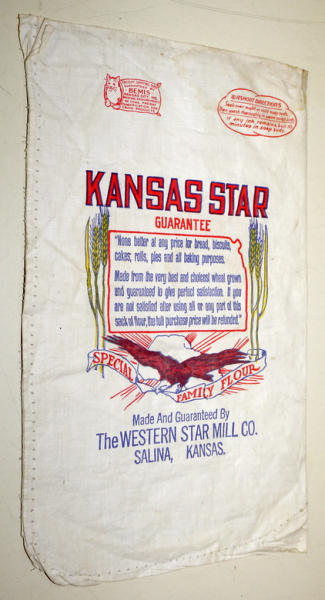 BEMIS
WASHOUT DIRECTIONS
KANSAS STAR
GUARANTEE
"None better at any price for bread, biscuits,
cakes, rolls, pies and all baking purposes.
Made from the very best and choicest wheat grown
and guaranteed to give perfect satisfaction. If you
are not satisfied after using all or any part of this
sack of flour, the full purchase price will be refunded."
SPECIAL FAMILY FLOUR
Made And Guaranteed By
The WESTERN STAR MILL CO.
SALINA, KANSAS.